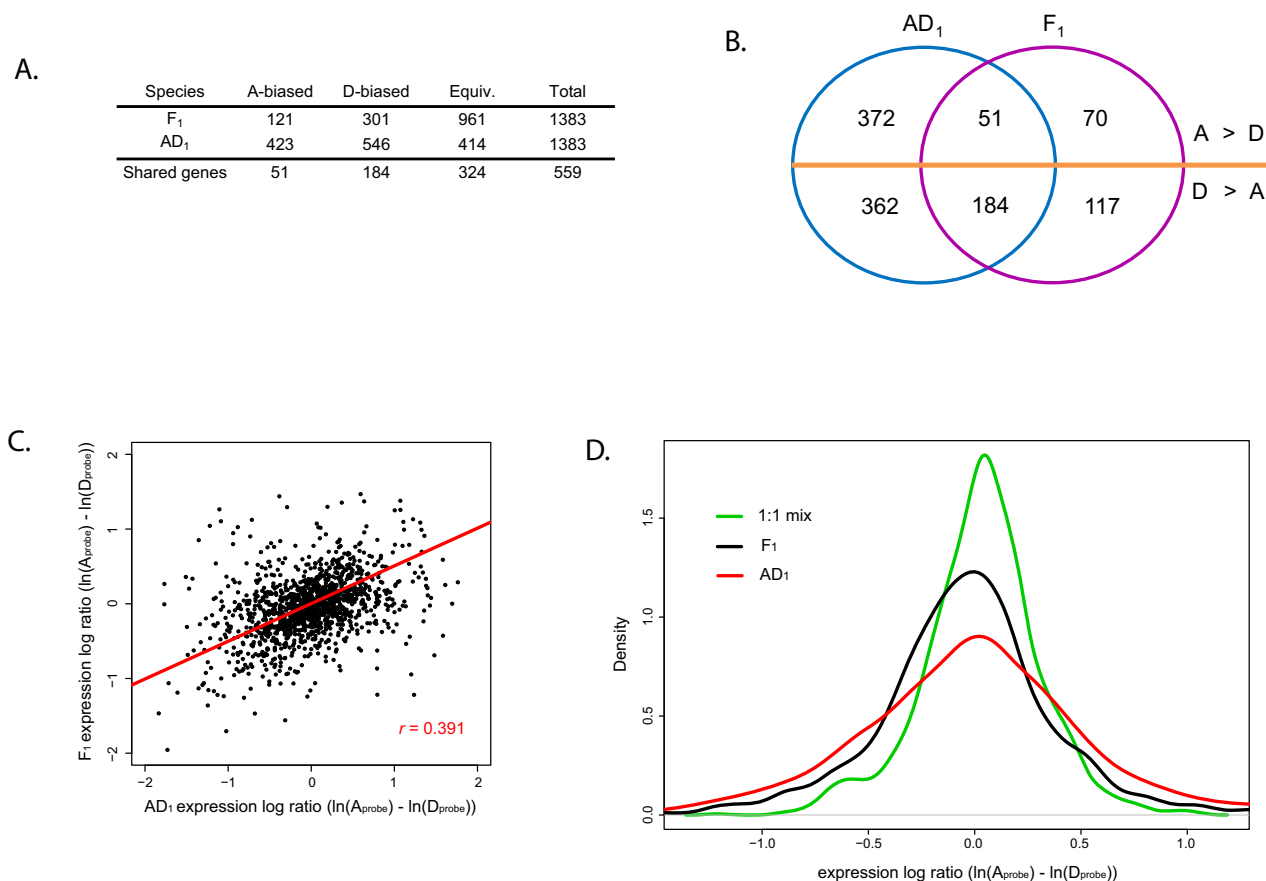 A.
Species A-biased D-biased Equiv. Total
F1 121 301 961 1383
AD1 423 546 414 1383
Shared genes 51 184 324 559
B.
AD1 F1
372 51 70 A > D
362 184 117 D > A
C.
F1 expression log ratio (ln(Aprobe) - ln(Dprobe))
2
1
0
−1
−2
r = 0.391
−2 −1 0 1 2
AD1 expression log ratio (ln(Aprobe) - ln(Dprobe))
D.
Density
1.5
1.0
0.5
0.0
1:1 mix
F1
AD1
-1.0 -0.5 0.0 0.5 1.0
expression log ratio (ln(Aprobe) - ln(Dprobe))